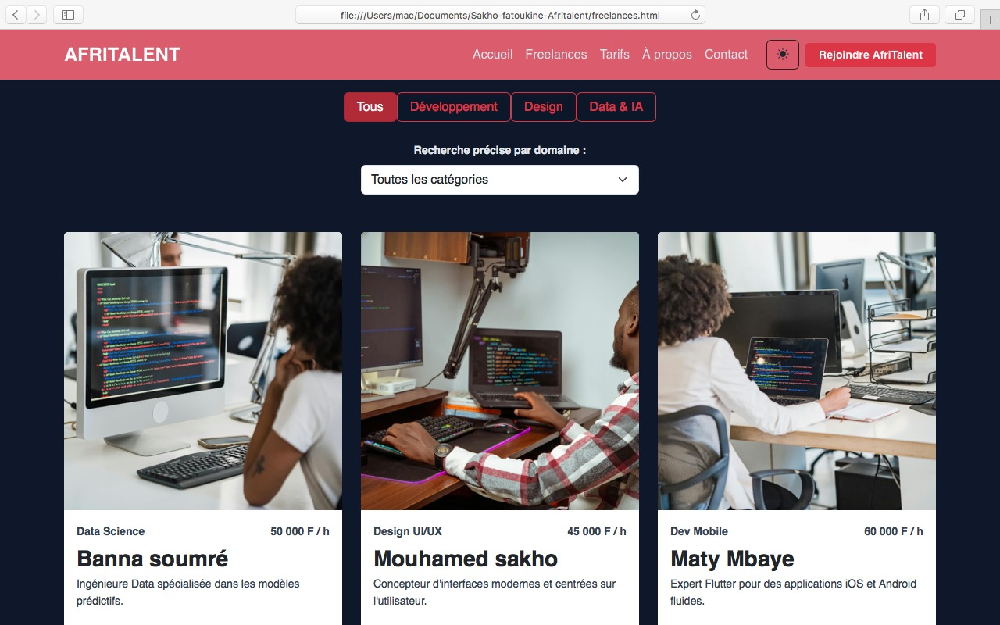 file:///Users/mac/Documents/Sakho-fatoukine-Afritalent/freelances.html
AFRITALENT
Accueil Freelances Tarifs À propos Contact Rejoindre AfriTalent
Tous Développement Design Data & IA
Recherche précise par domaine :
Toutes les catégories
Data Science 50 000 F / h
Banna soumré
Ingénieure Data spécialisée dans les modèles
prédictifs.
Design UI/UX 45 000 F / h
Mouhamed sakho
Concepteur d'interfaces modernes et centrées sur
l'utilisateur.
Dev Mobile 60 000 F / h
Maty Mbaye
Expert Flutter pour des applications iOS et Android
fluides.